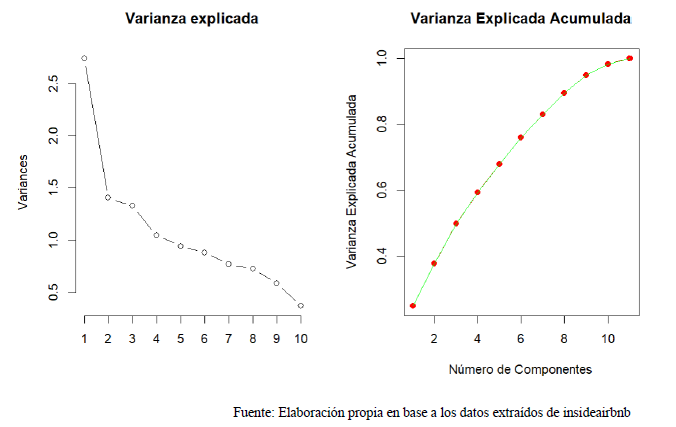 Varianza explicada
Variances
2.5
2.0
1.5
1.0
0.5
1 2 3 4 5 6 7 8 9 10
Varianza Explicada Acumulada
Varianza Explicada Acumulada
1.0
0.8
0.6
0.4
2 4 6 8 10
Número de Componentes
Fuente: Elaboración propia en base a los datos extraídos de insideairbnb